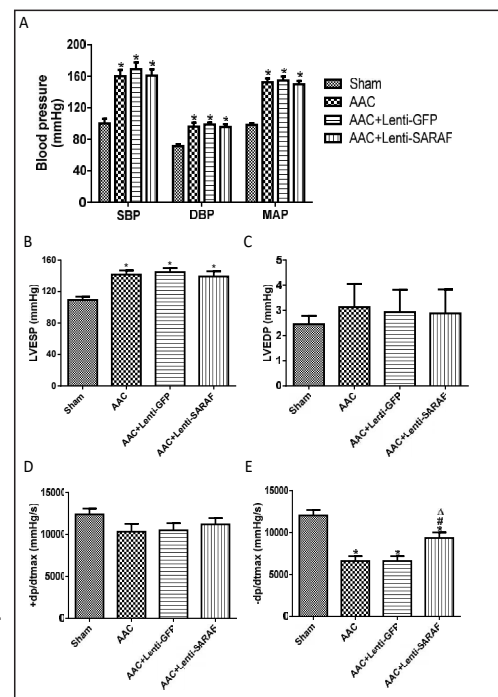 A
Blood pressure
(mmHg)
200
160
120
80
40
0
* * *
* * *
* * *
SBP DBP MAP
Sham
AAC
AAC+Lenti-GFP
AAC+Lenti-SARAF
B
LVESP (mmHg)
160
120
80
40
0
* * *
Sham
AAC
AAC+Lenti-GFP
AAC+Lenti-SARAF
C
LVEDP (mmHg)
5
4
3
2
1
0
Sham
AAC
AAC+Lenti-GFP
AAC+Lenti-SARAF
D
+dp/dtmax (mmHg/s)
15000
10000
5000
0
Sham
AAC
AAC+Lenti-GFP
AAC+Lenti-SARAF
E
-dp/dtmax (mmHg/s)
15000
10000
5000
0
* *
Δ
#
*
Sham
AAC
AAC+Lenti-GFP
AAC+Lenti-SARAF